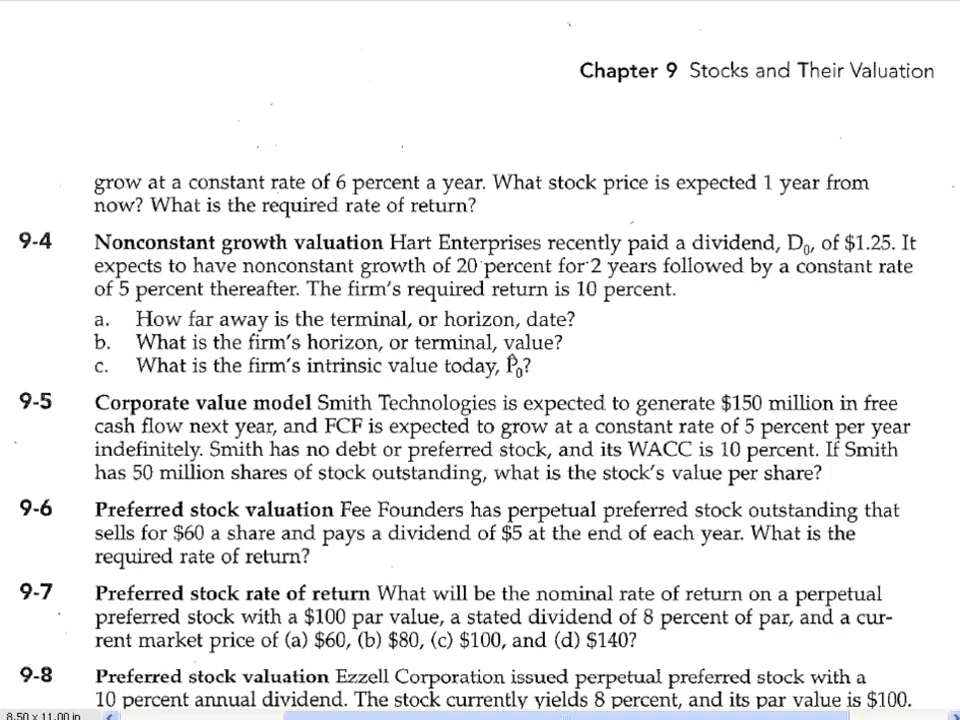 Chapter 9 Stocks and Their Valuation
grow at a constant rate of 6 percent a year. What stock price is expected 1 year from
now? What is the required rate of return?
9-4 Nonconstant growth valuation Hart Enterprises recently paid a dividend, D₀, of $1.25. It
expects to have nonconstant growth of 20 percent for 2 years followed by a constant rate
of 5 percent thereafter. The firm's required return is 10 percent.
a. How far away is the terminal, or horizon, date?
b. What is the firm's horizon, or terminal, value?
c. What is the firm's intrinsic value today, P̂₀?
9-5 Corporate value model Smith Technologies is expected to generate $150 million in free
cash flow next year, and FCF is expected to grow at a constant rate of 5 percent per year
indefinitely. Smith has no debt or preferred stock, and its WACC is 10 percent. If Smith
has 50 million shares of stock outstanding, what is the stock's value per share?
9-6 Preferred stock valuation Fee Founders has perpetual preferred stock outstanding that
sells for $60 a share and pays a dividend of $5 at the end of each year. What is the
required rate of return?
9-7 Preferred stock rate of return What will be the nominal rate of return on a perpetual
preferred stock with a $100 par value, a stated dividend of 8 percent of par, and a cur-
rent market price of (a) $60, (b) $80, (c) $100, and (d) $140?
9-8 Preferred stock valuation Ezzell Corporation issued perpetual preferred stock with a
10 percent annual dividend. The stock currently yields 8 percent, and its par value is $100.
8.50 x 11.00 in